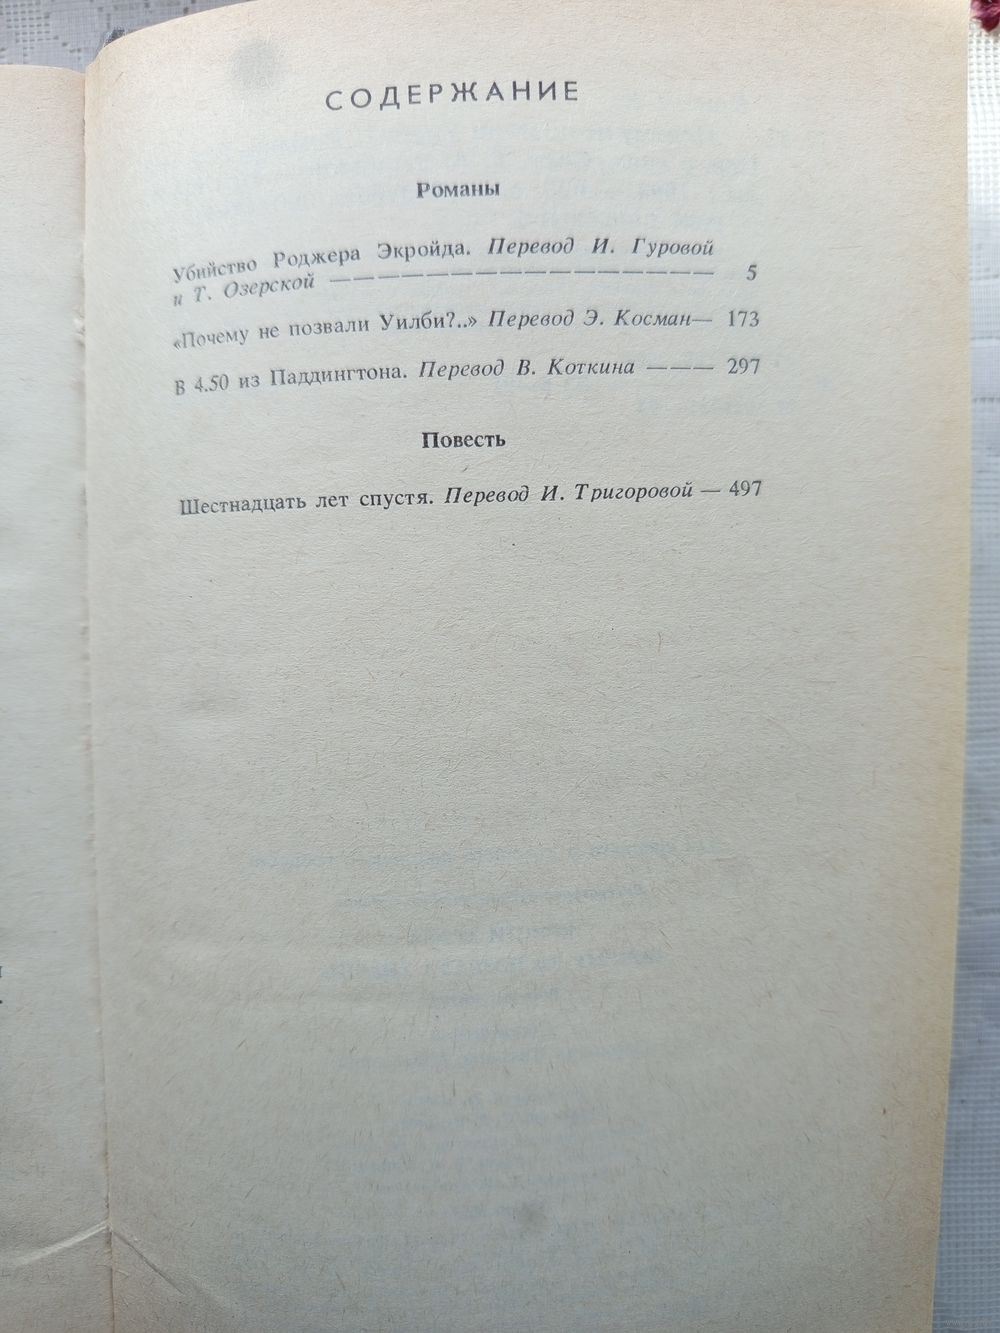 СОДЕРЖАНИЕ
Романы
Убийство Роджера Экройда. Перевод И. Гуровой
и Т. Озерской — — — — — — — — — — — — — — — — 5
«Почему не позвали Уилби?..» Перевод Э. Косман— 173
В 4.50 из Паддингтона. Перевод В. Коткина — — — 297
Повесть
Шестнадцать лет спустя. Перевод И. Тригоровой — 497